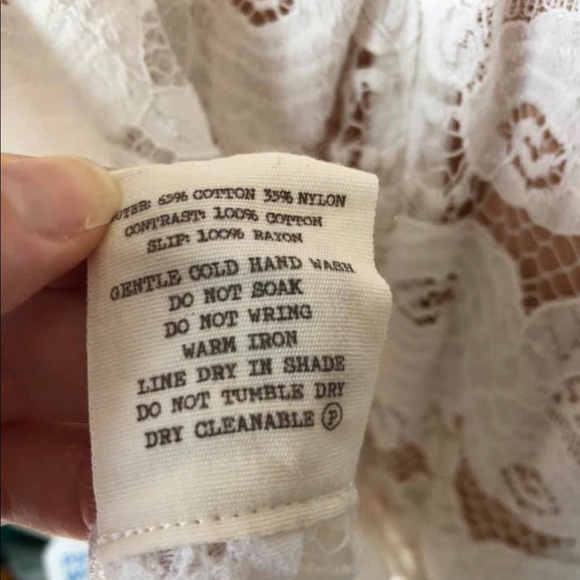 OUTER: 65% COTTON 35% NYLON
CONTRAST: 100% COTTON
SLIP: 100% RAYON
GENTLE COLD HAND WASH
DO NOT SOAK
DO NOT WRING
WARM IRON
LINE DRY IN SHADE
DO NOT TUMBLE DRY
DRY CLEANABLE Ⓟ